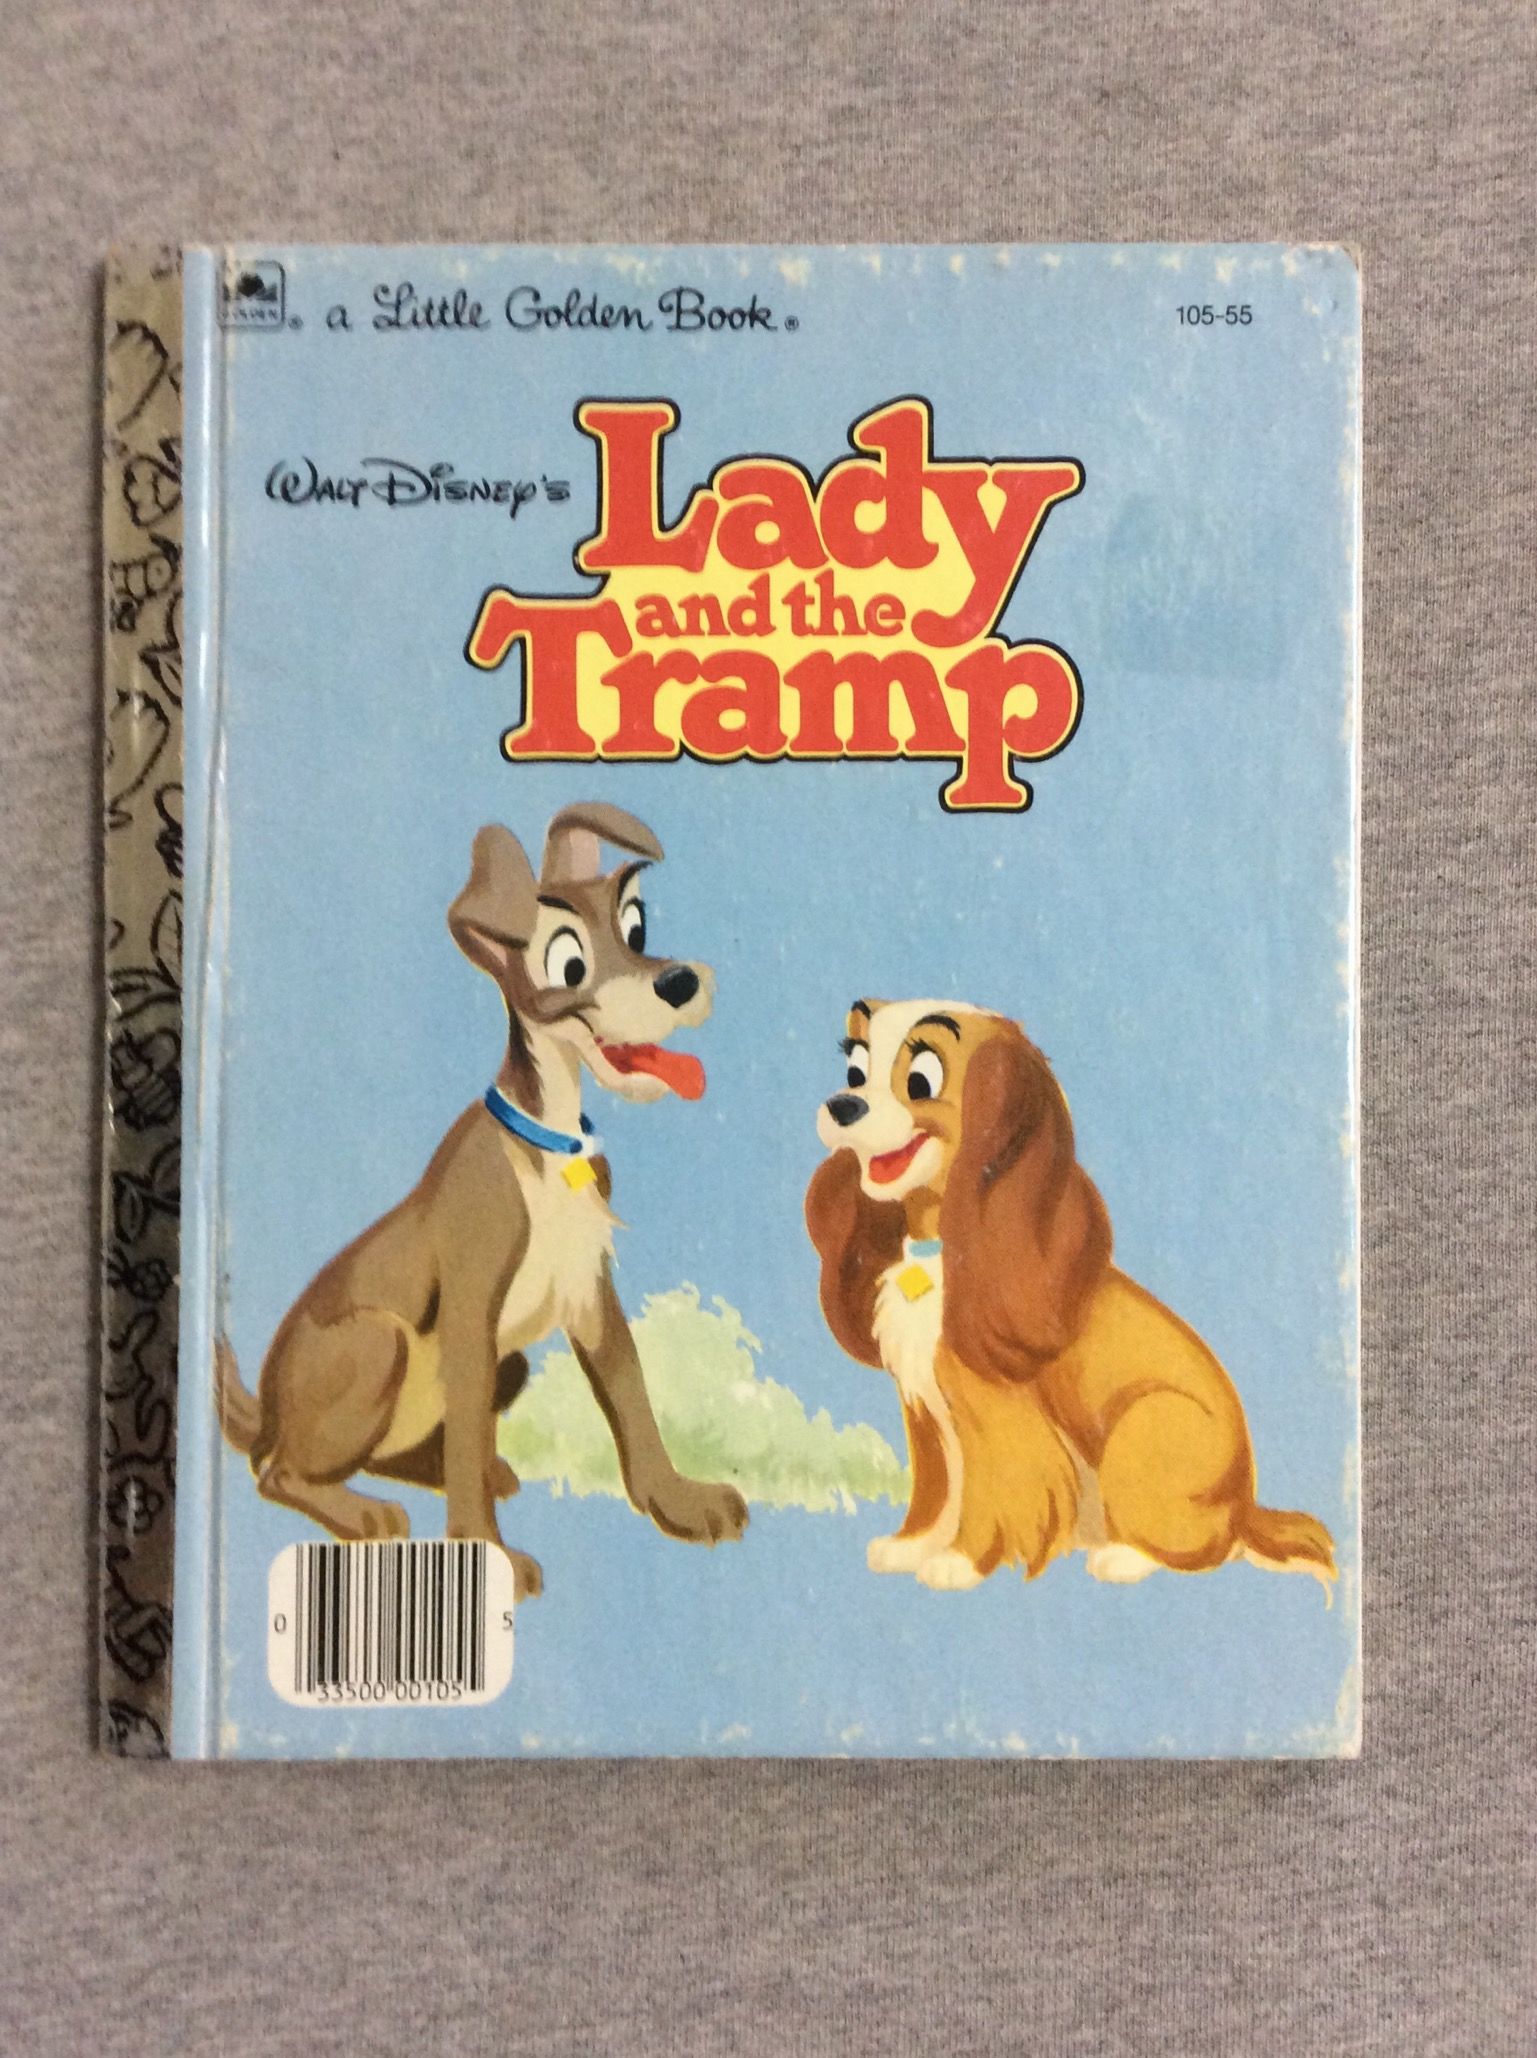 a Little Golden Book®
105-55
WALT DISNEY'S
Lady
and the
Tramp
0 33500 00105 5